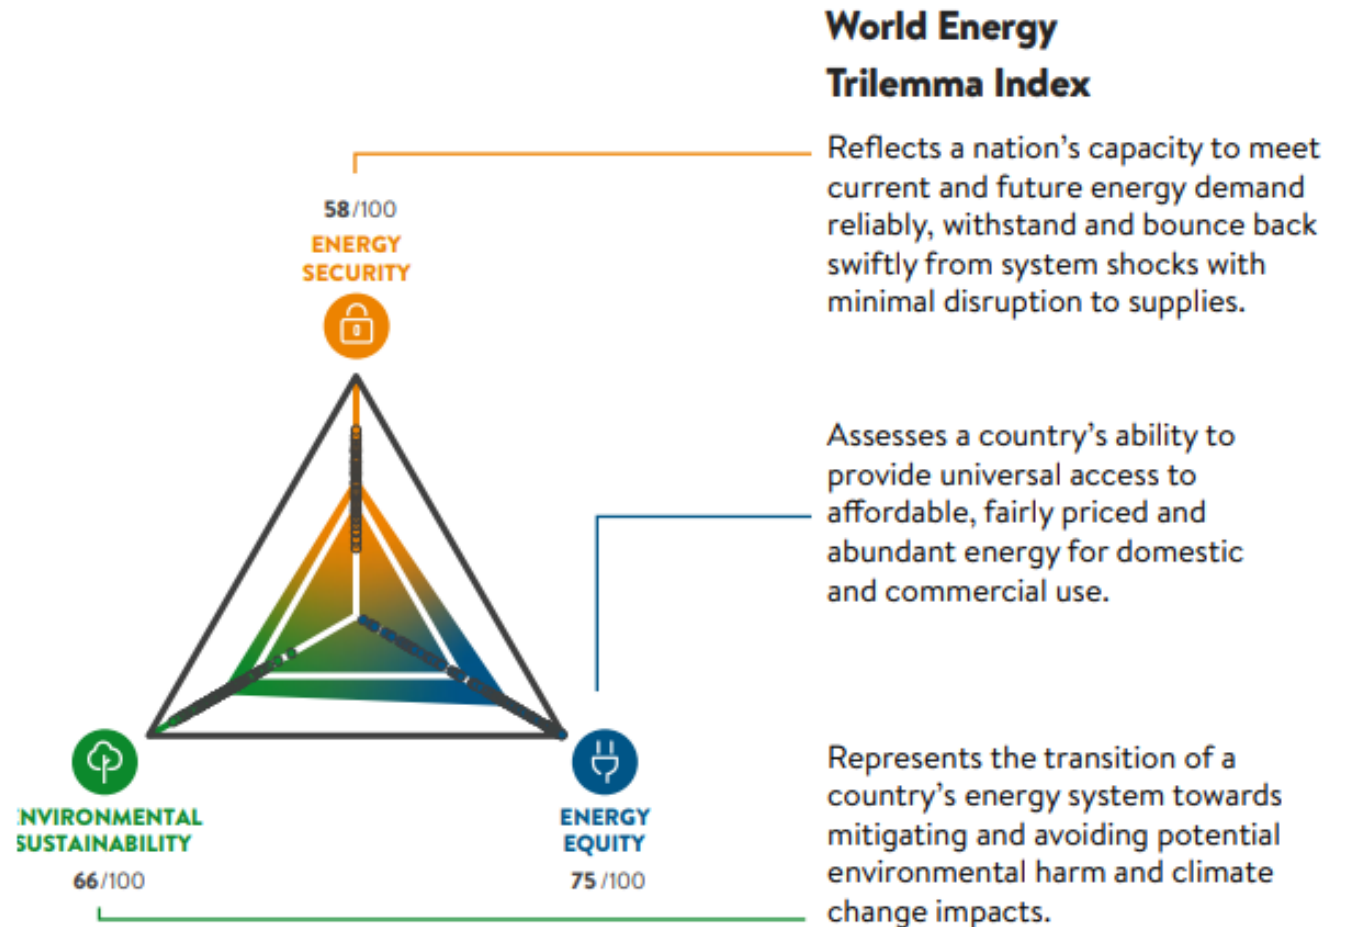 World Energy
Trilemma Index
Reflects a nation's capacity to meet
current and future energy demand
reliably, withstand and bounce back
swiftly from system shocks with
minimal disruption to supplies.
58/100
ENERGY
SECURITY
Assesses a country's ability to
provide universal access to
affordable, fairly priced and
abundant energy for domestic
and commercial use.
NVIRONMENTAL
SUSTAINABILITY
66/100
ENERGY
EQUITY
75/100
Represents the transition of a
country's energy system towards
mitigating and avoiding potential
environmental harm and climate
change impacts.